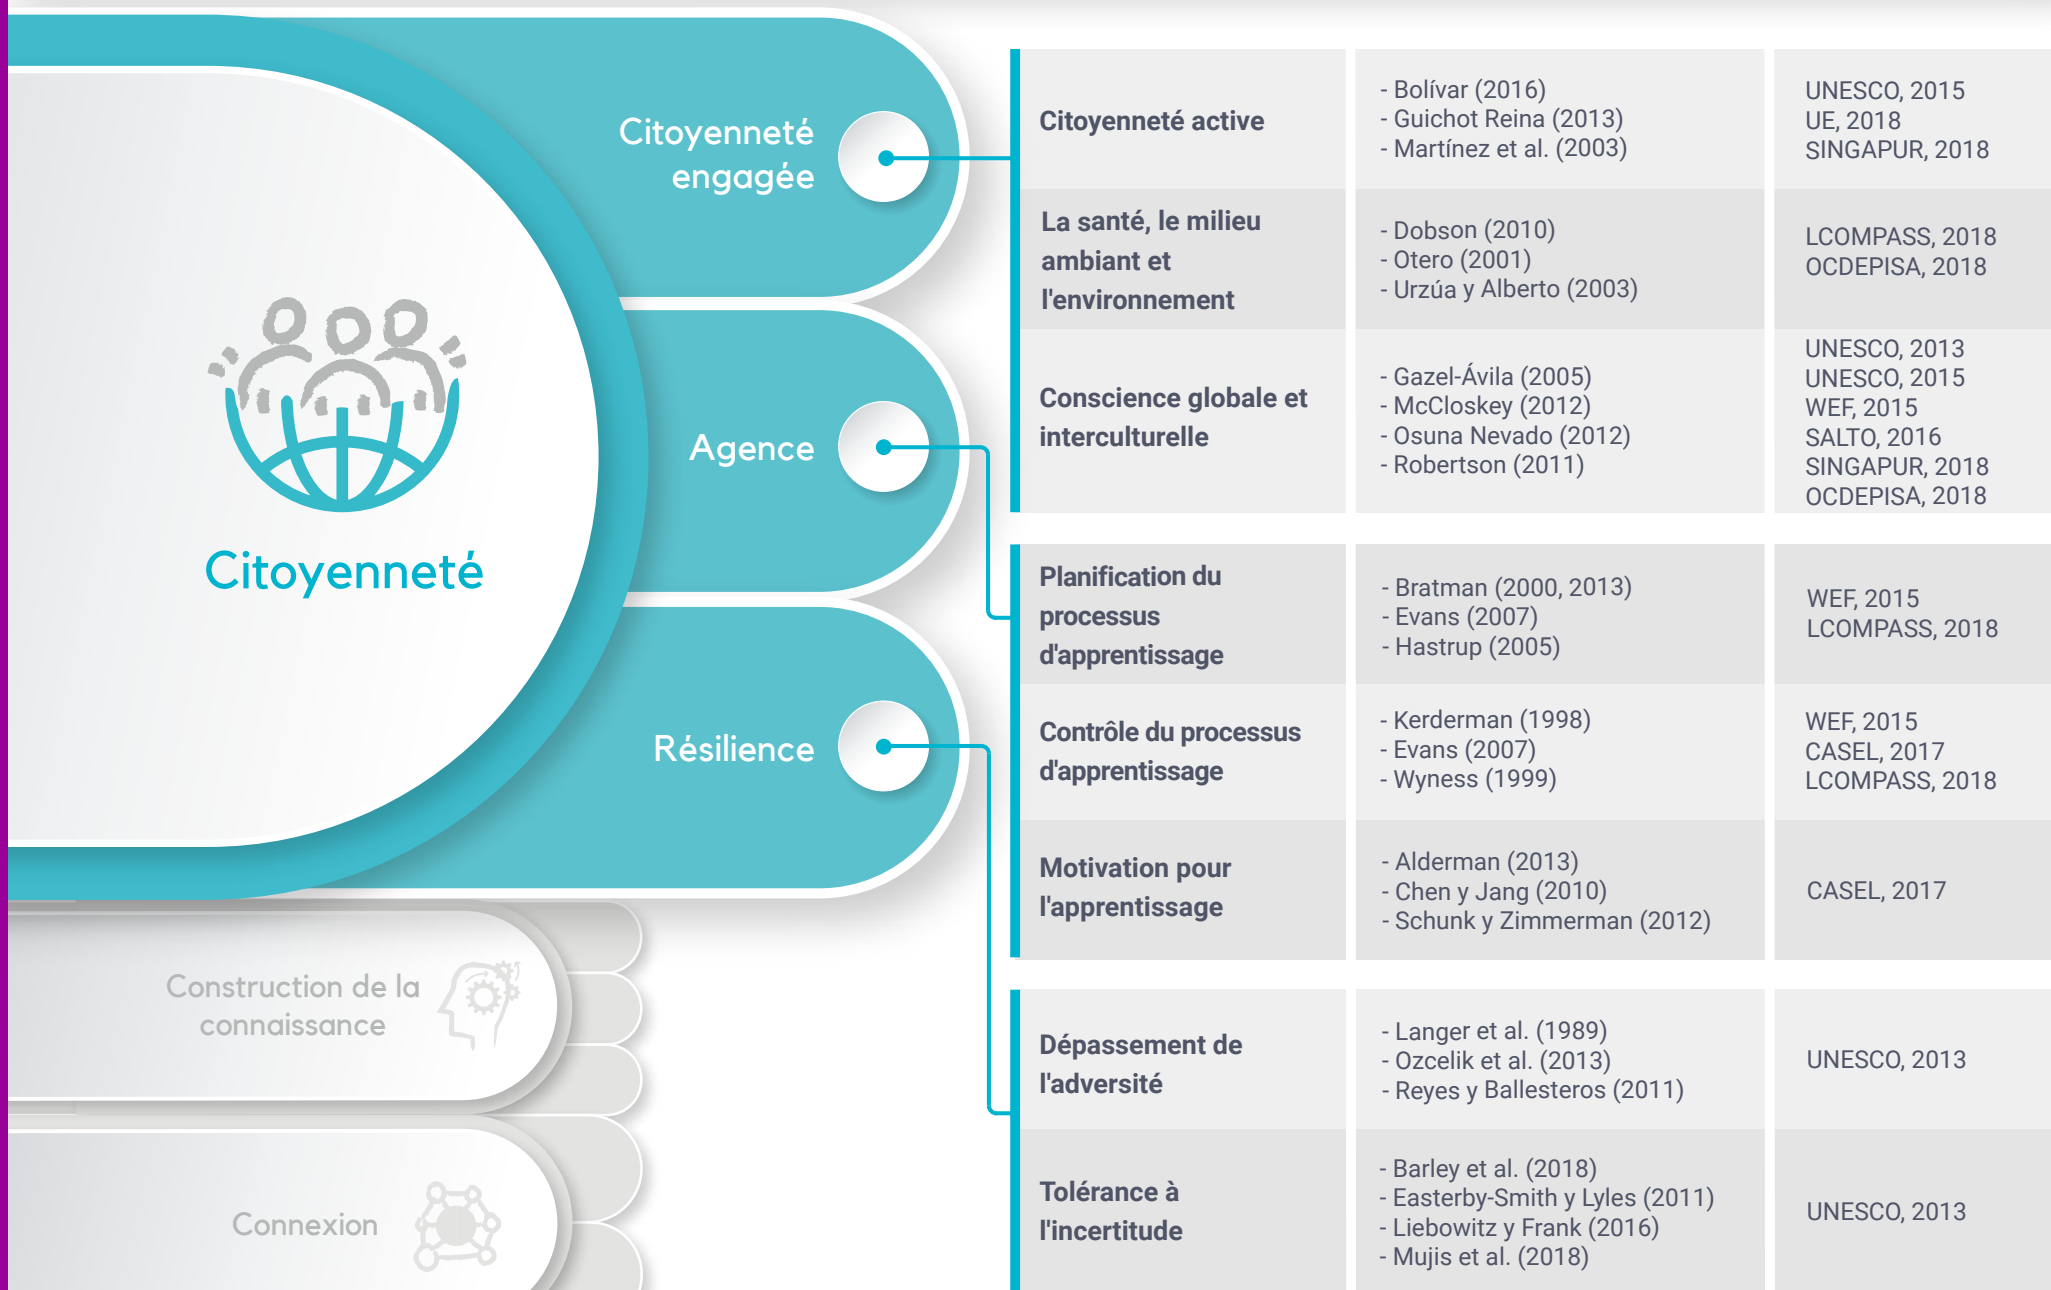 Citoyenneté
engagée
Agence
Résilience
Citoyenneté
Construction de la
connaissance
Connexion
Citoyenneté active
- Bolívar (2016)
- Guichot Reina (2013)
- Martínez et al. (2003)
UNESCO, 2015
UE, 2018
SINGAPUR, 2018
La santé, le milieu
ambiant et
l'environnement
- Dobson (2010)
- Otero (2001)
- Urzúa y Alberto (2003)
LCOMPASS, 2018
OCDEPISA, 2018
Conscience globale et
interculturelle
- Gazel-Ávila (2005)
- McCloskey (2012)
- Osuna Nevado (2012)
- Robertson (2011)
UNESCO, 2013
UNESCO, 2015
WEF, 2015
SALTO, 2016
SINGAPUR, 2018
OCDEPISA, 2018
Planification du
processus
d'apprentissage
- Bratman (2000, 2013)
- Evans (2007)
- Hastrup (2005)
WEF, 2015
LCOMPASS, 2018
Contrôle du processus
d'apprentissage
- Kerderman (1998)
- Evans (2007)
- Wyness (1999)
WEF, 2015
CASEL, 2017
LCOMPASS, 2018
Motivation pour
l'apprentissage
- Alderman (2013)
- Chen y Jang (2010)
- Schunk y Zimmerman (2012)
CASEL, 2017
Dépassement de
l'adversité
- Langer et al. (1989)
- Ozcelik et al. (2013)
- Reyes y Ballesteros (2011)
UNESCO, 2013
Tolérance à
l'incertitude
- Barley et al. (2018)
- Easterby-Smith y Lyles (2011)
- Liebowitz y Frank (2016)
- Mujis et al. (2018)
UNESCO, 2013